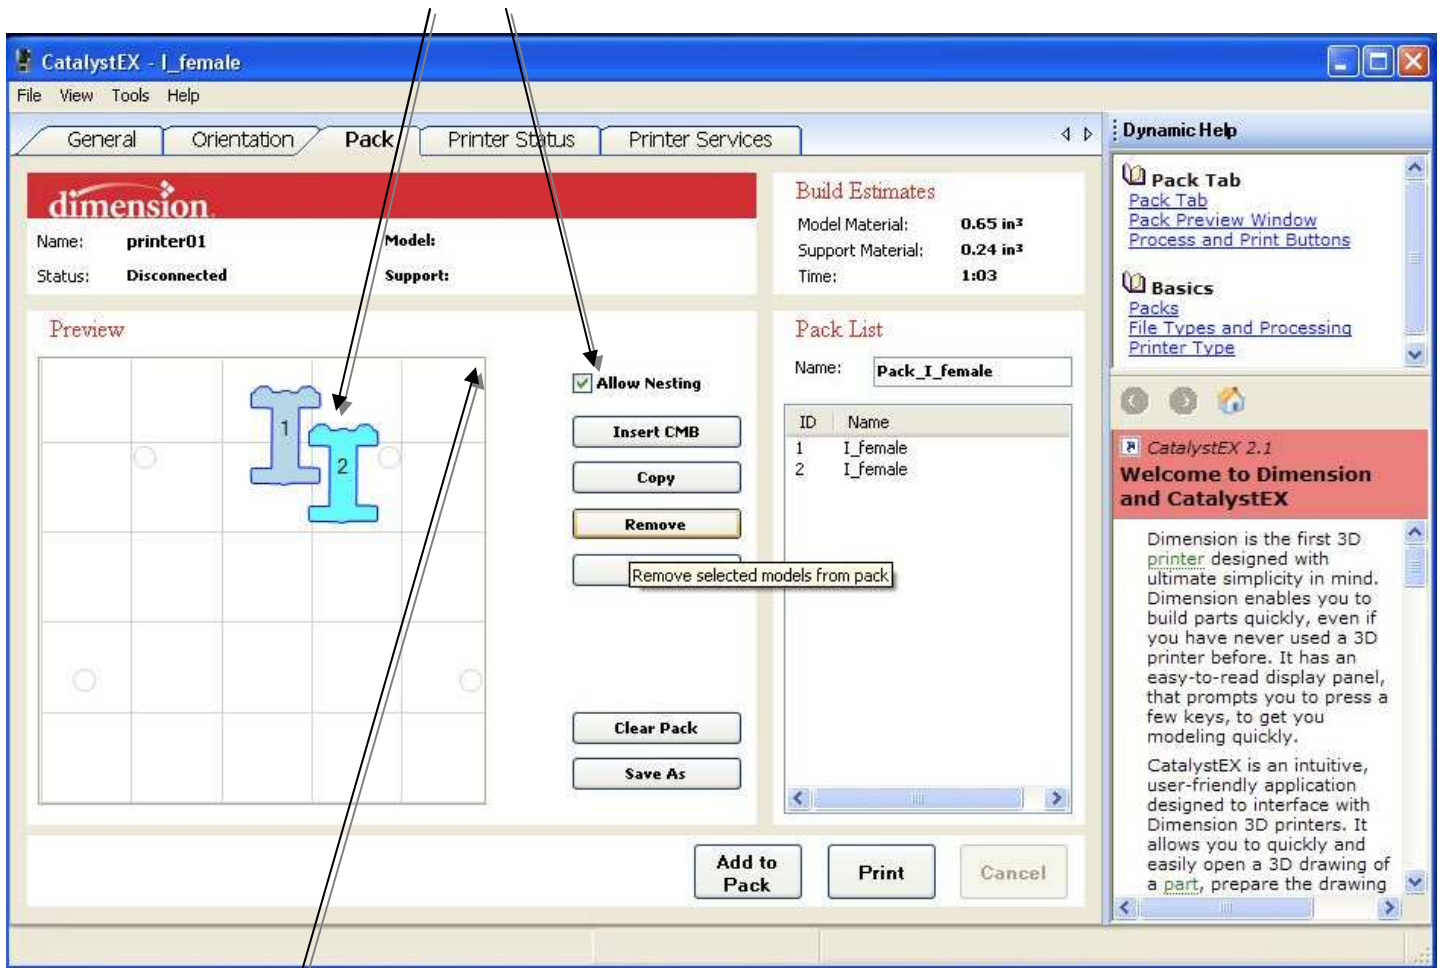 CatalystEX - I_female
File View Tools Help
General Orientation Pack Printer Status Printer Services
dimension
Name: printer01 Model:
Status: Disconnected Support:
Build Estimates
Model Material: 0.65 in³
Support Material: 0.24 in³
Time: 1:03
Preview
1
2
Allow Nesting
Insert CMB
Copy
Remove
Remove selected models from pack
Clear Pack
Save As
Pack List
Name: Pack_I_female
ID Name
1 I_female
2 I_female
Add to
Pack
Print
Cancel
Dynamic Help
Pack Tab
Pack Tab
Pack Preview Window
Process and Print Buttons
Basics
Packs
File Types and Processing
Printer Type
CatalystEX 2.1
Welcome to Dimension
and CatalystEX
Dimension is the first 3D
printer designed with
ultimate simplicity in mind.
Dimension enables you to
build parts quickly, even if
you have never used a 3D
printer before. It has an
easy-to-read display panel,
that prompts you to press a
few keys, to get you
modeling quickly.
CatalystEX is an intuitive,
user-friendly application
designed to interface with
Dimension 3D printers. It
allows you to quickly and
easily open a 3D drawing of
a part, prepare the drawing